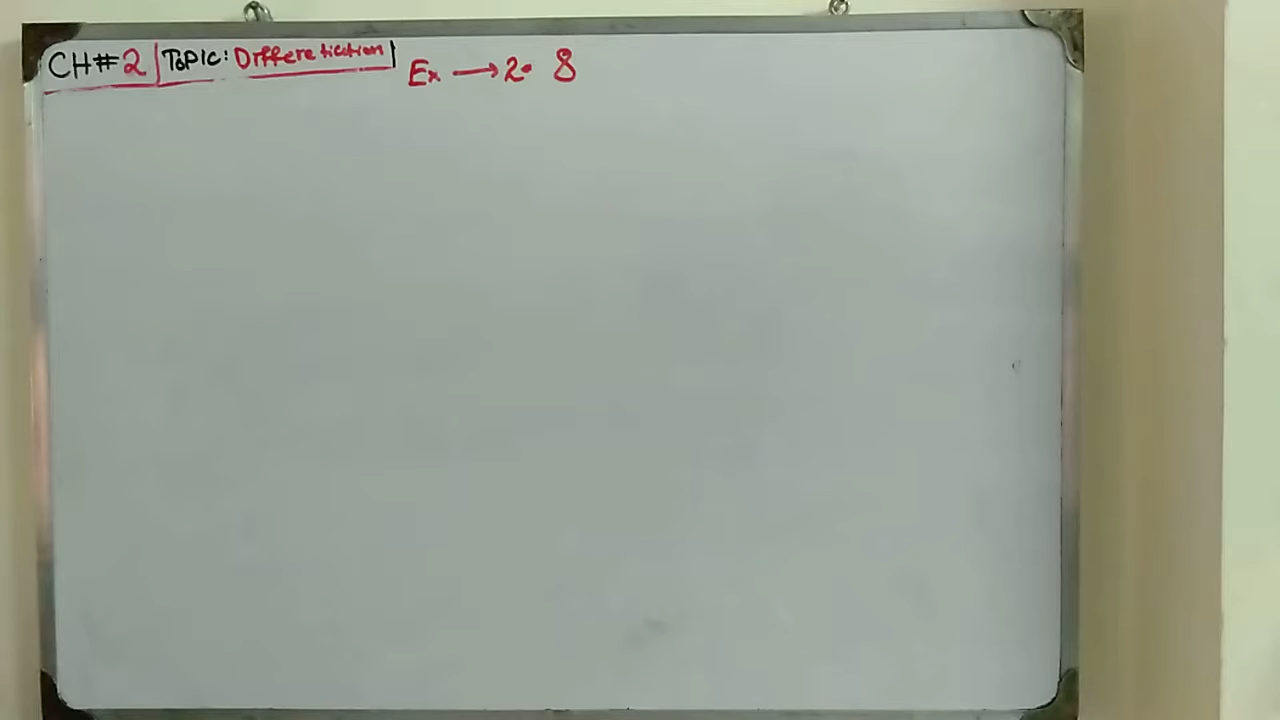 CH#2 | Topic: Differetiation | Ex → 2. 8